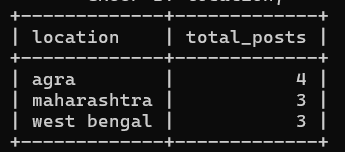 +-------------+-------------+
| location    | total_posts |
+-------------+-------------+
| agra        |           4 |
| maharashtra |           3 |
| west bengal |           3 |
+-------------+-------------+